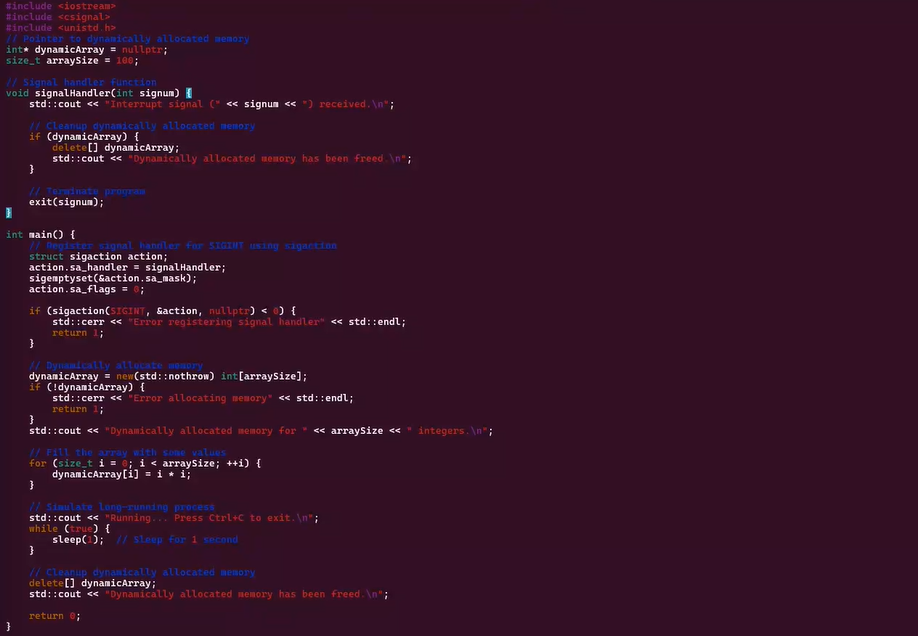 #include <iostream>
#include <csignal>
#include <unistd.h>
// Pointer to dynamically allocated memory
int* dynamicArray = nullptr;
size_t arraySize = 100;

// Signal handler function
void signalHandler(int signum) {
    std::cout << "Interrupt signal (" << signum << ") received.\n";

    // Cleanup dynamically allocated memory
    if (dynamicArray) {
        delete[] dynamicArray;
        std::cout << "Dynamically allocated memory has been freed.\n";
    }

    // Terminate program
    exit(signum);
}

int main() {
    // Register signal handler for SIGINT using sigaction
    struct sigaction action;
    action.sa_handler = signalHandler;
    sigemptyset(&action.sa_mask);
    action.sa_flags = 0;

    if (sigaction(SIGINT, &action, nullptr) < 0) {
        std::cerr << "Error registering signal handler" << std::endl;
        return 1;
    }

    // Dynamically allocate memory
    dynamicArray = new(std::nothrow) int[arraySize];
    if (!dynamicArray) {
        std::cerr << "Error allocating memory" << std::endl;
        return 1;
    }
    std::cout << "Dynamically allocated memory for " << arraySize << " integers.\n";

    // Fill the array with some values
    for (size_t i = 0; i < arraySize; ++i) {
        dynamicArray[i] = i * i;
    }

    // Simulate long-running process
    std::cout << "Running... Press Ctrl+C to exit.\n";
    while (true) {
        sleep(1);  // Sleep for 1 second
    }

    // Cleanup dynamically allocated memory
    delete[] dynamicArray;
    std::cout << "Dynamically allocated memory has been freed.\n";

    return 0;
}